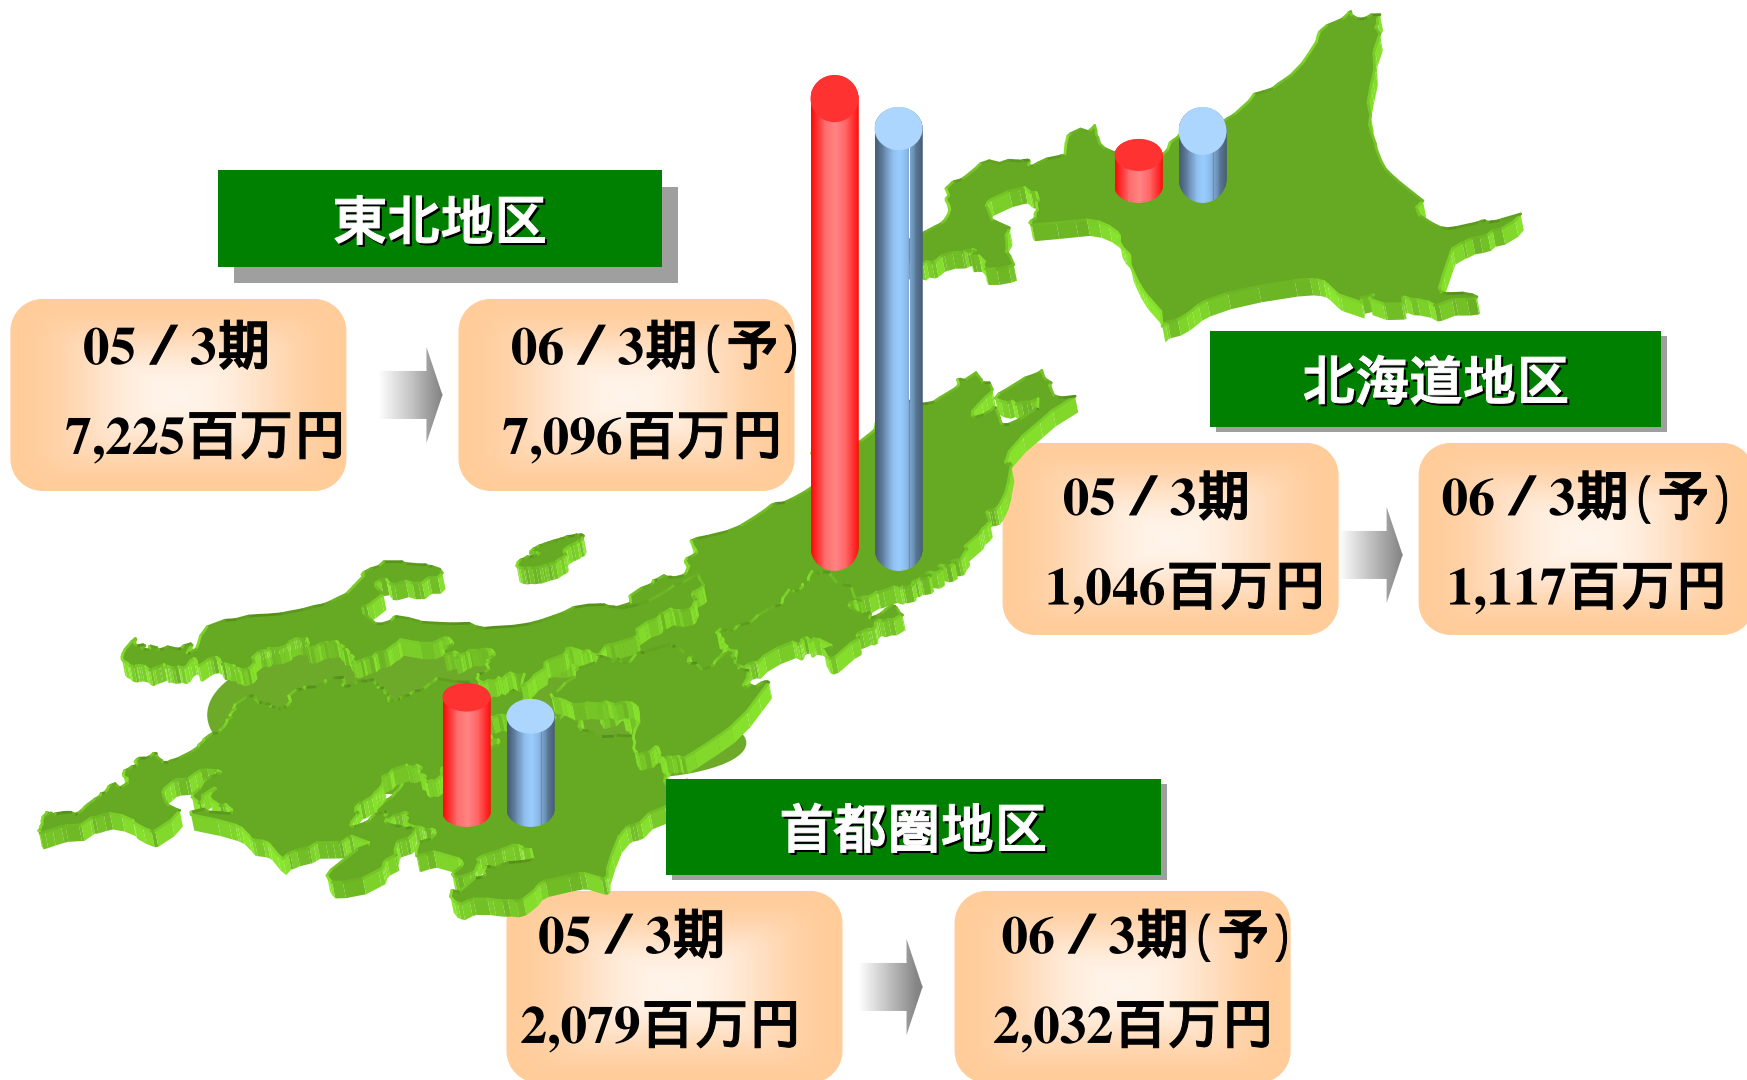 東北地区
05／3期
7,225百万円
06／3期(予)
7,096百万円
北海道地区
05／3期
1,046百万円
06／3期(予)
1,117百万円
首都圏地区
05／3期
2,079百万円
06／3期(予)
2,032百万円